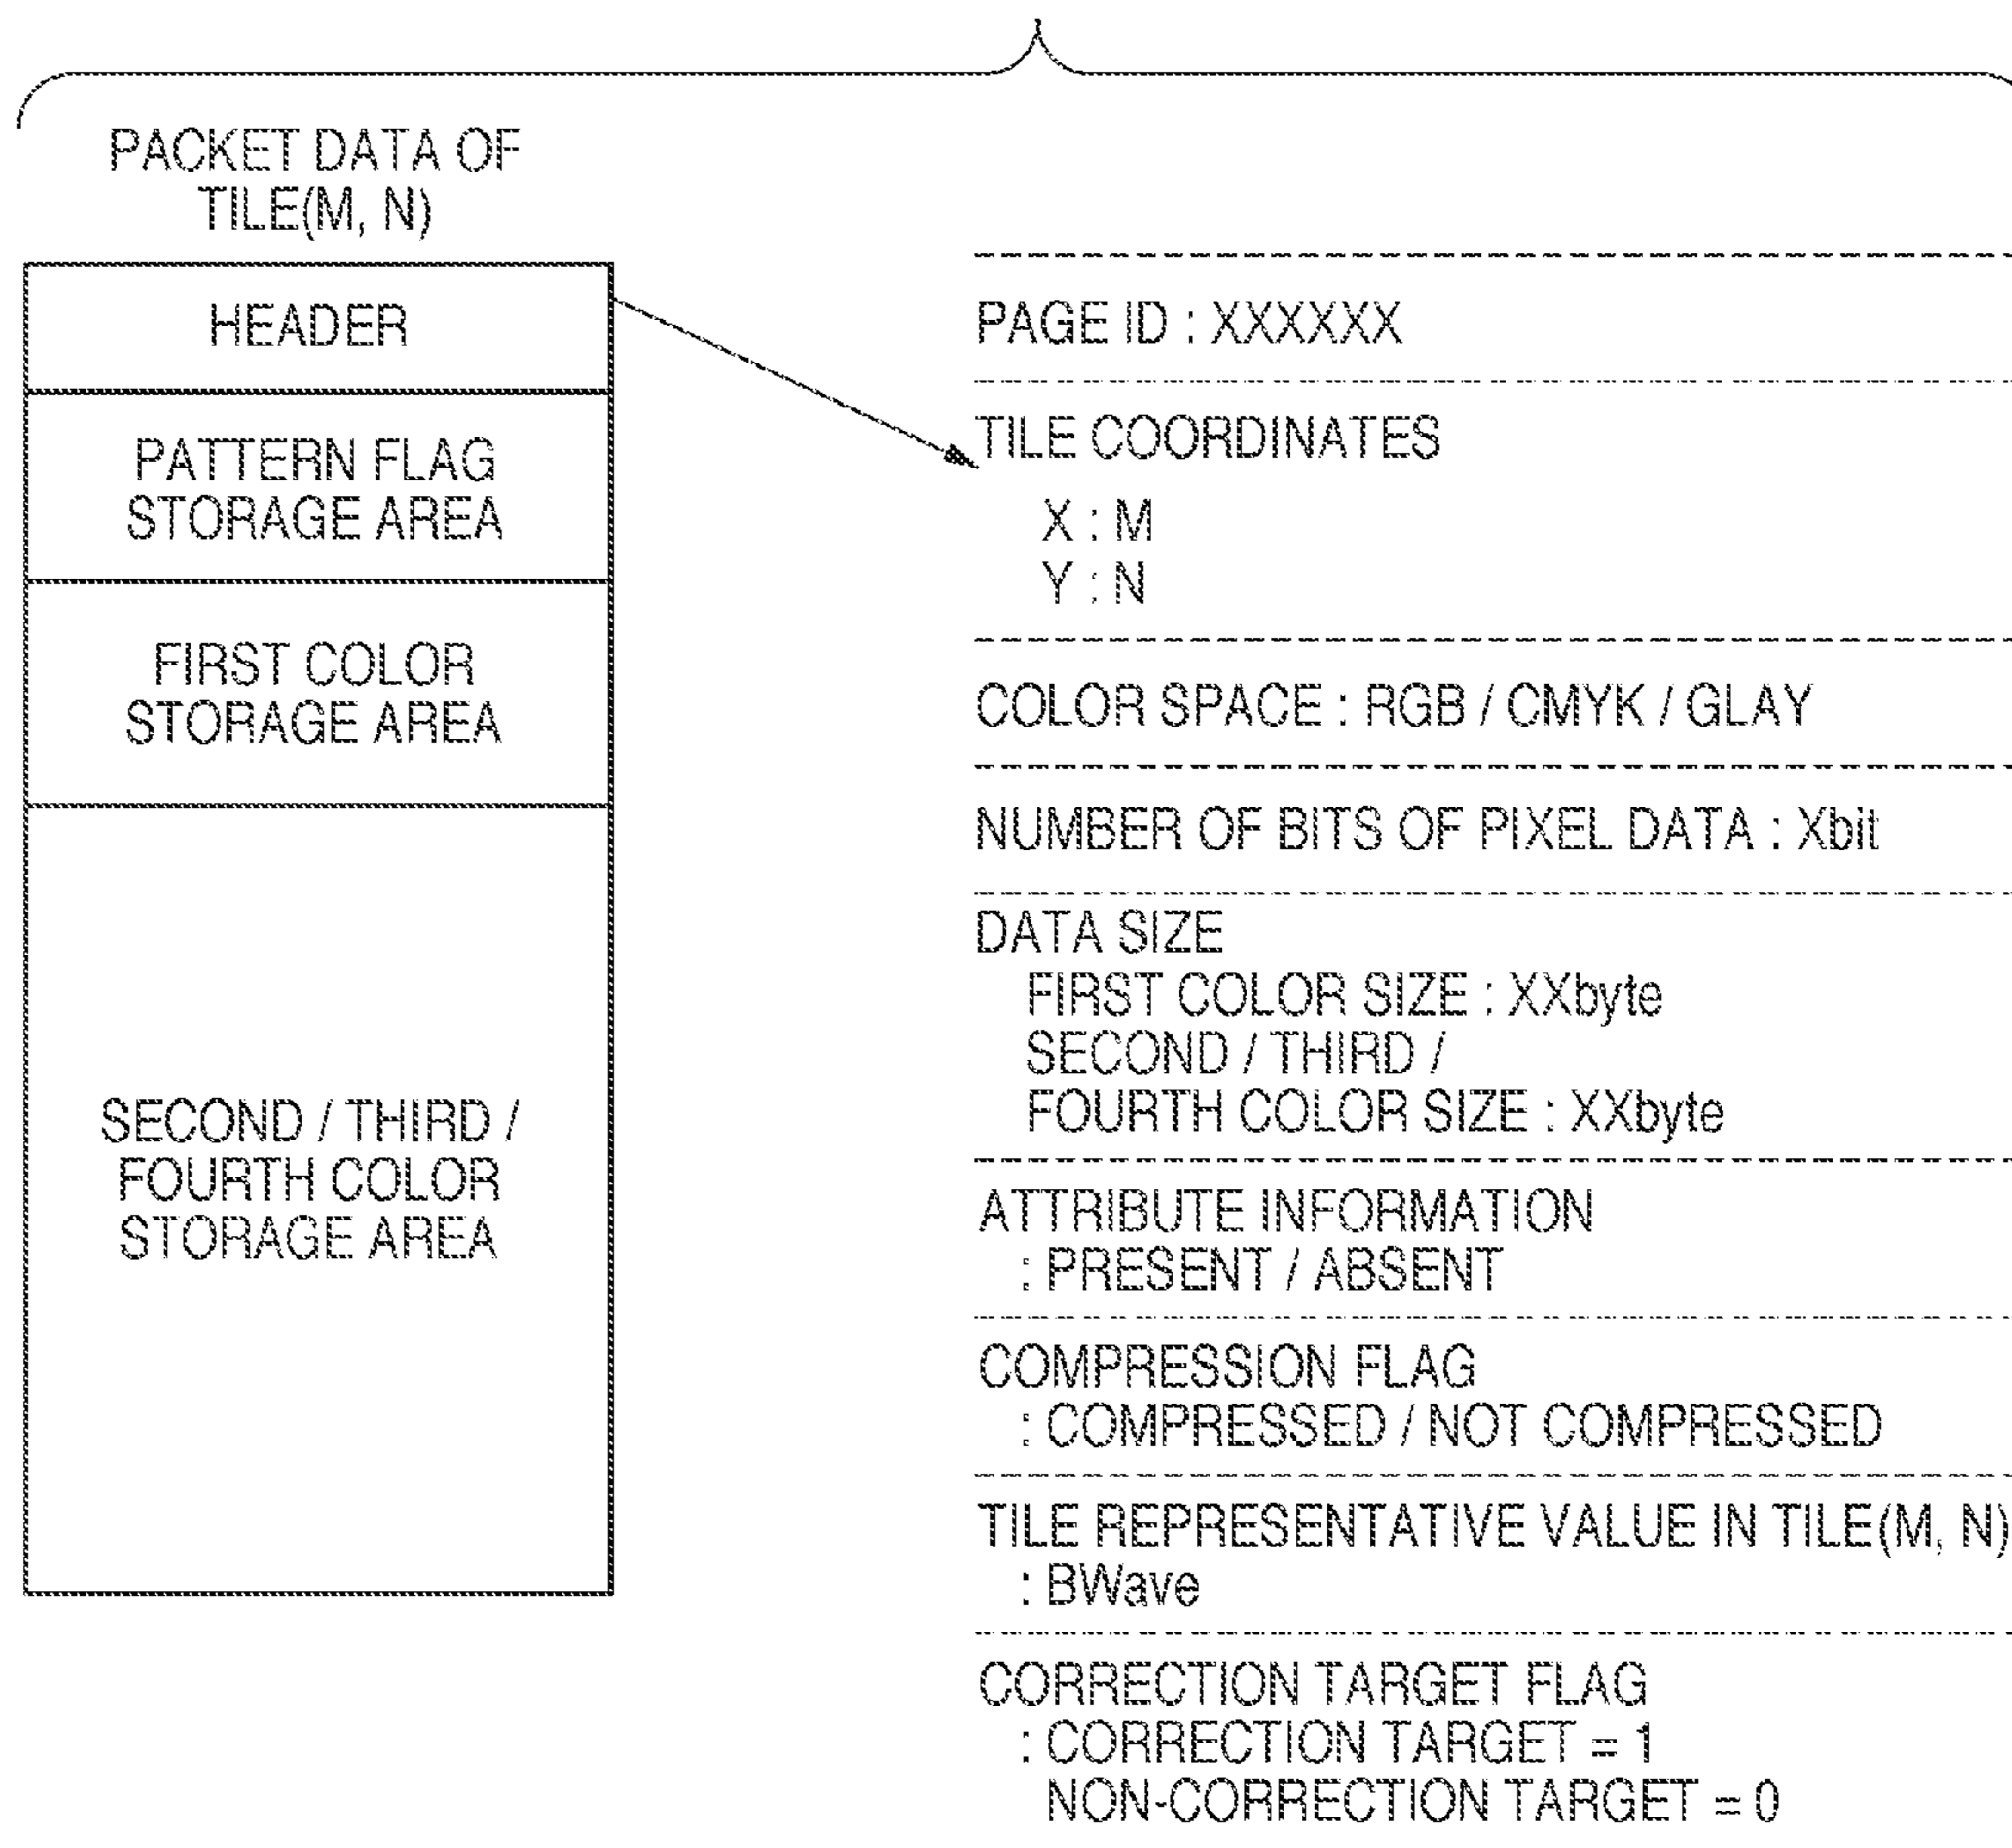 PACKET DATA OF
TILE(M, N)
HEADER
PATTERN FLAG
STORAGE AREA
FIRST COLOR
STORAGE AREA
SECOND / THIRD /
FOURTH COLOR
STORAGE AREA
PAGE ID : XXXXXX
TILE COORDINATES
X : M
Y : N
COLOR SPACE : RGB / CMYK / GLAY
NUMBER OF BITS OF PIXEL DATA : Xbit
DATA SIZE
FIRST COLOR SIZE : XXbyte
SECOND / THIRD /
FOURTH COLOR SIZE : XXbyte
ATTRIBUTE INFORMATION
: PRESENT / ABSENT
COMPRESSION FLAG
: COMPRESSED / NOT COMPRESSED
TILE REPRESENTATIVE VALUE IN TILE(M, N)
: BWave
CORRECTION TARGET FLAG
: CORRECTION TARGET = 1
NON-CORRECTION TARGET = 0